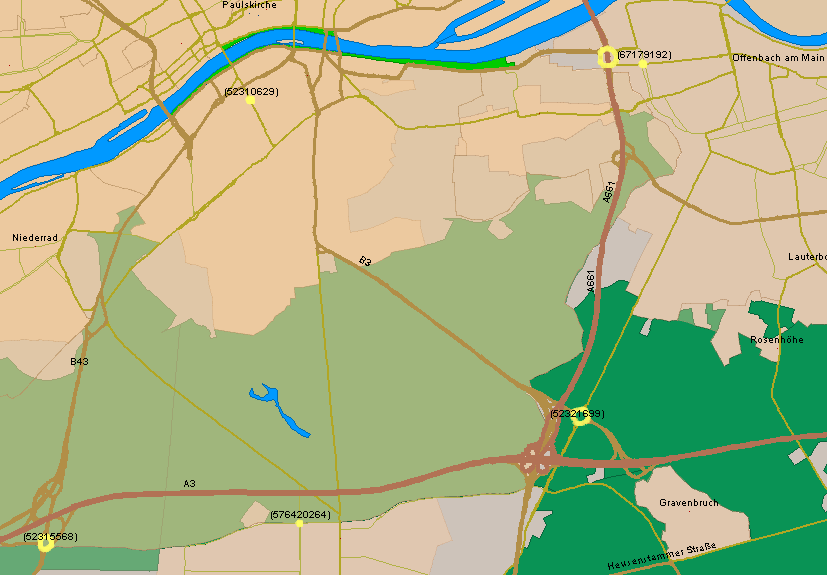 Paulskirche
(67179192)
Offenbach am Main
(52310629)
A661
Niederrad
B3
A661
Lauterbo
Rosenhöhe
B43
(52321699)
A3
Gravenbruch
(576420264)
(52315568)
Heusenstammer Straße